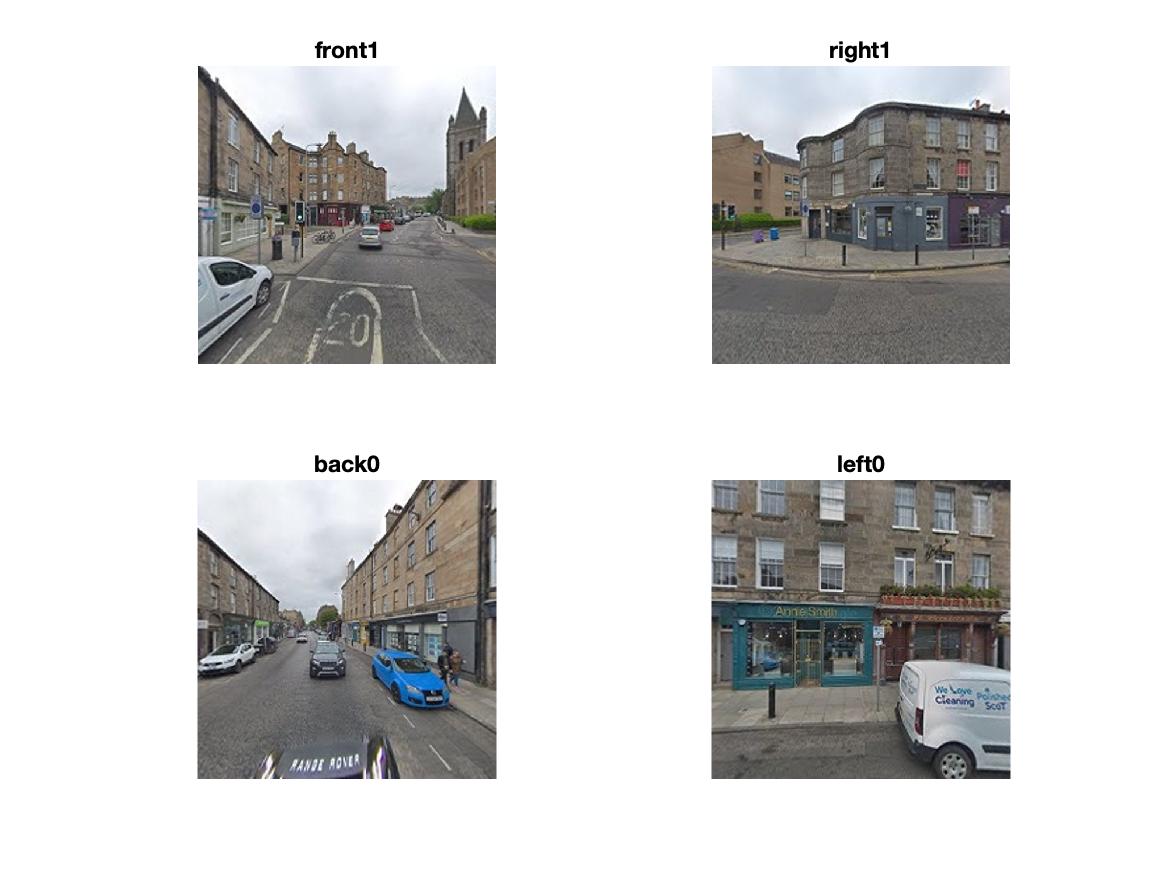 front1
right1
20
back0
left0
RANGE ROVER
Annie Smith
We Love
Cleaning
Polished
Scot